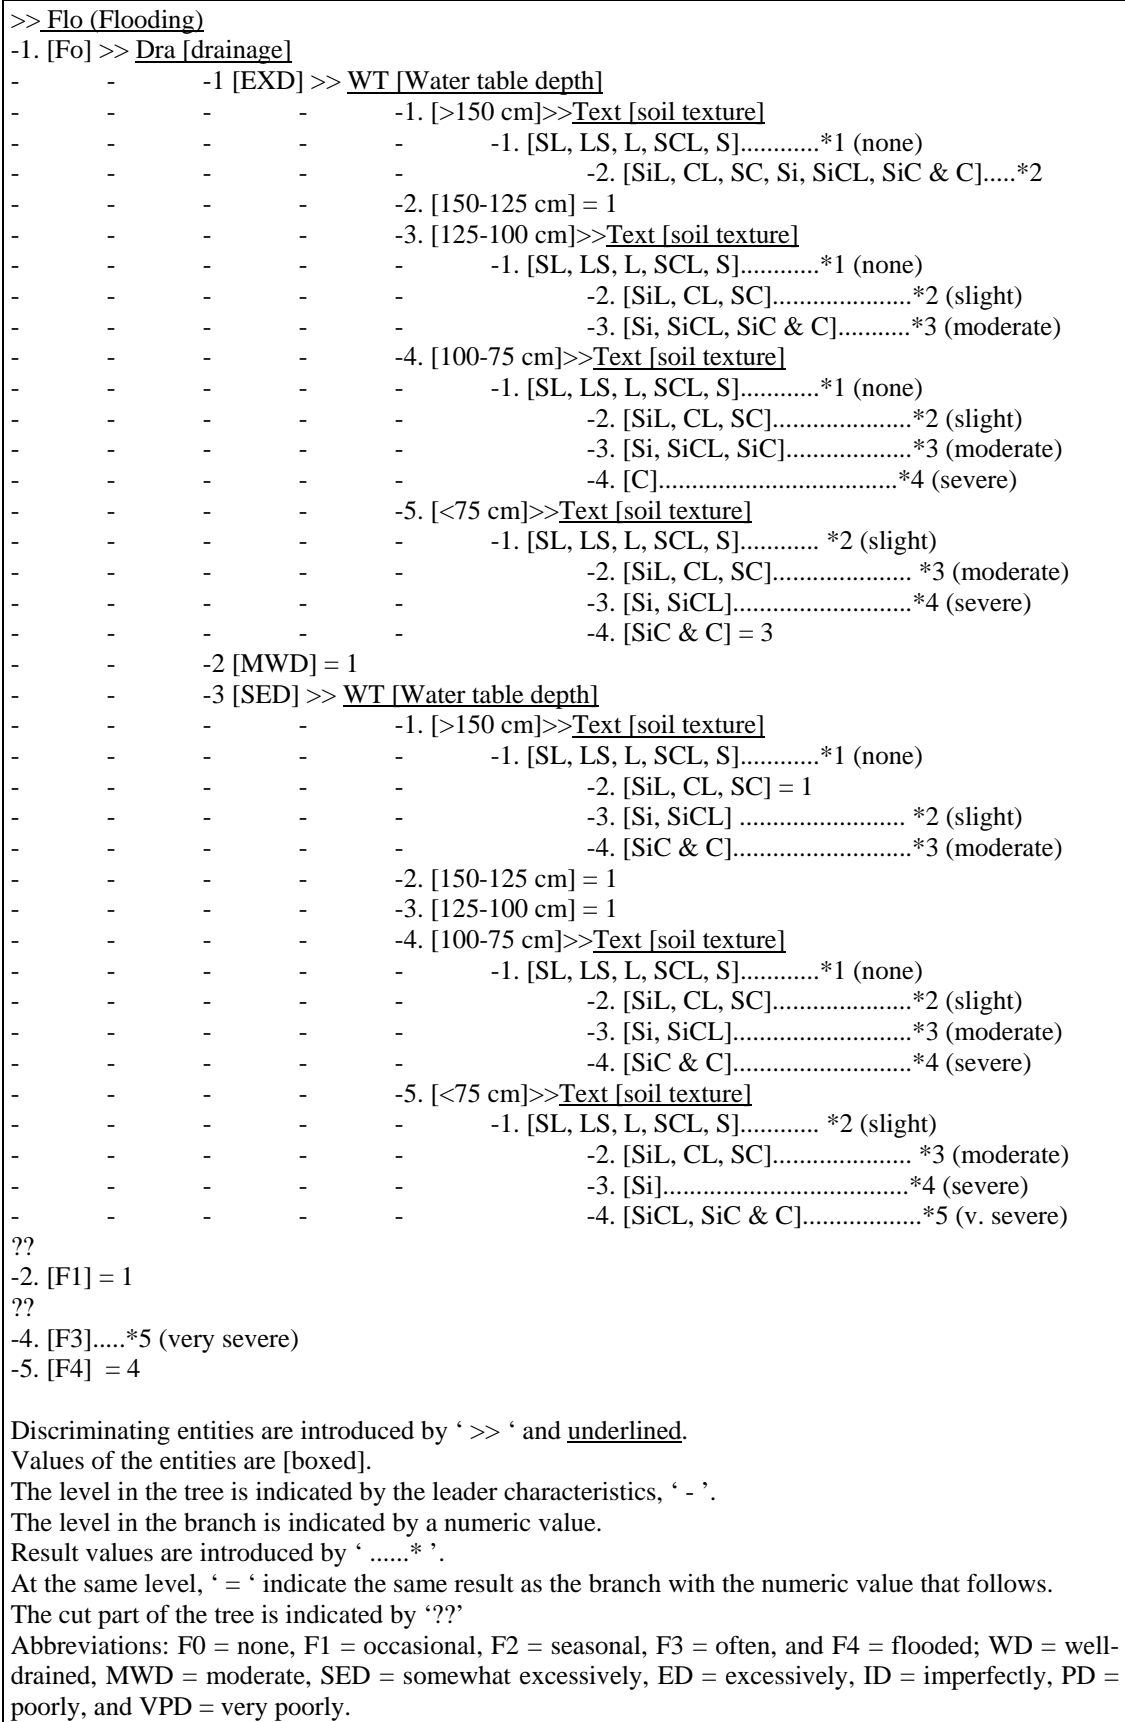 >> Flo (Flooding)
-1. [Fo] >> Dra [drainage]
- - -1 [EXD] >> WT [Water table depth]
- - - - -1. [>150 cm]>>Text [soil texture]
- - - - - -1. [SL, LS, L, SCL, S]............*1 (none)
- - - - - -2. [SiL, CL, SC, Si, SiCL, SiC & C].....*2
- - - - -2. [150-125 cm] = 1
- - - - -3. [125-100 cm]>>Text [soil texture]
- - - - - -1. [SL, LS, L, SCL, S]............*1 (none)
- - - - - -2. [SiL, CL, SC].....................*2 (slight)
- - - - - -3. [Si, SiCL, SiC & C]...........*3 (moderate)
- - - - -4. [100-75 cm]>>Text [soil texture]
- - - - - -1. [SL, LS, L, SCL, S]............*1 (none)
- - - - - -2. [SiL, CL, SC].....................*2 (slight)
- - - - - -3. [Si, SiCL, SiC]...................*3 (moderate)
- - - - - -4. [C]....................................*4 (severe)
- - - - -5. [<75 cm]>>Text [soil texture]
- - - - - -1. [SL, LS, L, SCL, S]............ *2 (slight)
- - - - - -2. [SiL, CL, SC]..................... *3 (moderate)
- - - - - -3. [Si, SiCL]...........................*4 (severe)
- - - - - -4. [SiC & C] = 3
- - -2 [MWD] = 1
- - -3 [SED] >> WT [Water table depth]
- - - - -1. [>150 cm]>>Text [soil texture]
- - - - - -1. [SL, LS, L, SCL, S]............*1 (none)
- - - - - -2. [SiL, CL, SC] = 1
- - - - - -3. [Si, SiCL] ......................... *2 (slight)
- - - - - -4. [SiC & C]...........................*3 (moderate)
- - - - -2. [150-125 cm] = 1
- - - - -3. [125-100 cm] = 1
- - - - -4. [100-75 cm]>>Text [soil texture]
- - - - - -1. [SL, LS, L, SCL, S]............*1 (none)
- - - - - -2. [SiL, CL, SC].....................*2 (slight)
- - - - - -3. [Si, SiCL]...........................*3 (moderate)
- - - - - -4. [SiC & C]...........................*4 (severe)
- - - - -5. [<75 cm]>>Text [soil texture]
- - - - - -1. [SL, LS, L, SCL, S]............ *2 (slight)
- - - - - -2. [SiL, CL, SC]..................... *3 (moderate)
- - - - - -3. [Si].....................................*4 (severe)
- - - - - -4. [SiCL, SiC & C]..................*5 (v. severe)
??
-2. [F1] = 1
??
-4. [F3].....*5 (very severe)
-5. [F4] = 4
Discriminating entities are introduced by ‘ >> ‘ and underlined.
Values of the entities are [boxed].
The level in the tree is indicated by the leader characteristics, ‘ - ’.
The level in the branch is indicated by a numeric value.
Result values are introduced by ‘ ......* ’.
At the same level, ‘ = ‘ indicate the same result as the branch with the numeric value that follows.
The cut part of the tree is indicated by ‘??’
Abbreviations: F0 = none, F1 = occasional, F2 = seasonal, F3 = often, and F4 = flooded; WD = well-
drained, MWD = moderate, SED = somewhat excessively, ED = excessively, ID = imperfectly, PD =
poorly, and VPD = very poorly.